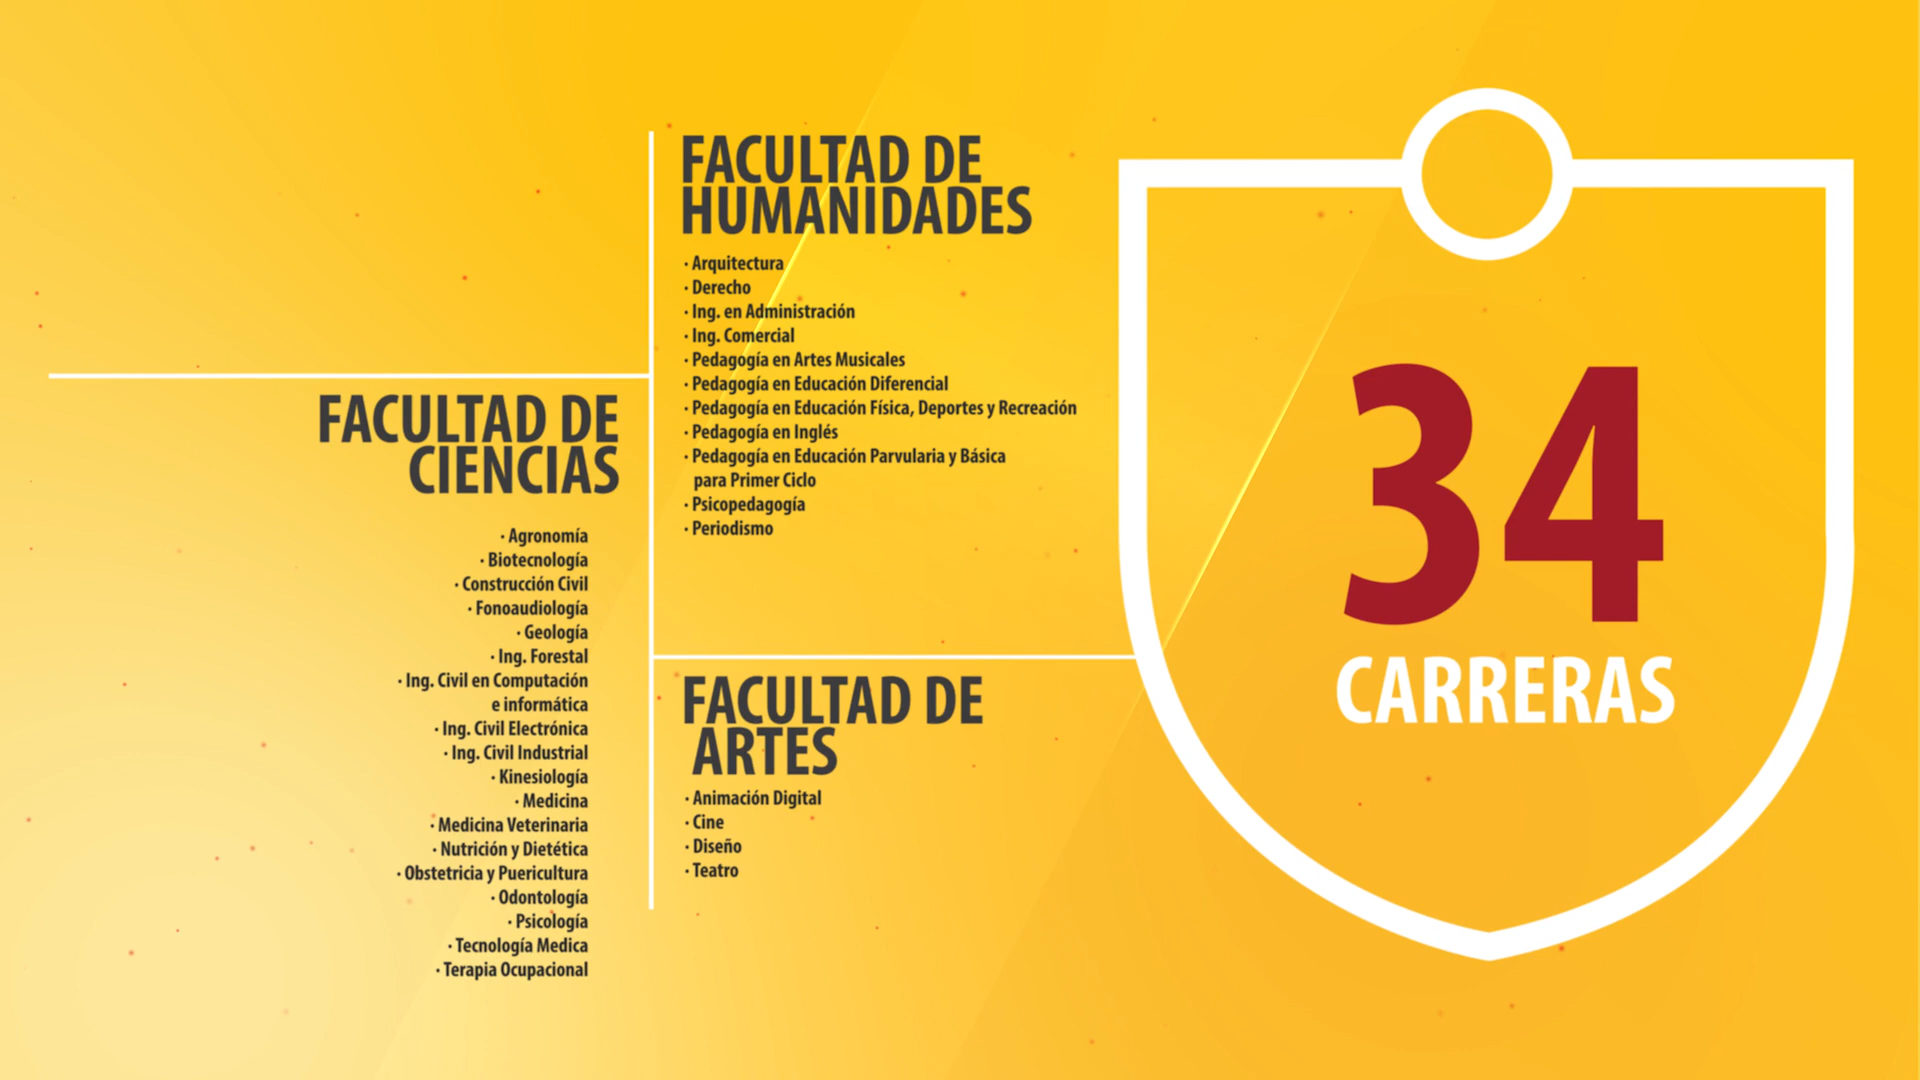 FACULTAD DE
CIENCIAS
· Agronomía
· Biotecnología
· Construcción Civil
· Fonoaudiología
· Geología
· Ing. Forestal
· Ing. Civil en Computación
e informática
· Ing. Civil Electrónica
· Ing. Civil Industrial
· Kinesiología
· Medicina
· Medicina Veterinaria
· Nutrición y Dietética
· Obstetricia y Puericultura
· Odontología
· Psicología
· Tecnología Medica
· Terapia Ocupacional
FACULTAD DE
HUMANIDADES
· Arquitectura
· Derecho
· Ing. en Administración
· Ing. Comercial
· Pedagogía en Artes Musicales
· Pedagogía en Educación Diferencial
· Pedagogía en Educación Física, Deportes y Recreación
· Pedagogía en Inglés
· Pedagogía en Educación Parvularia y Básica
para Primer Ciclo
· Psicopedagogía
· Periodismo
FACULTAD DE
ARTES
· Animación Digital
· Cine
· Diseño
· Teatro
34
CARRERAS